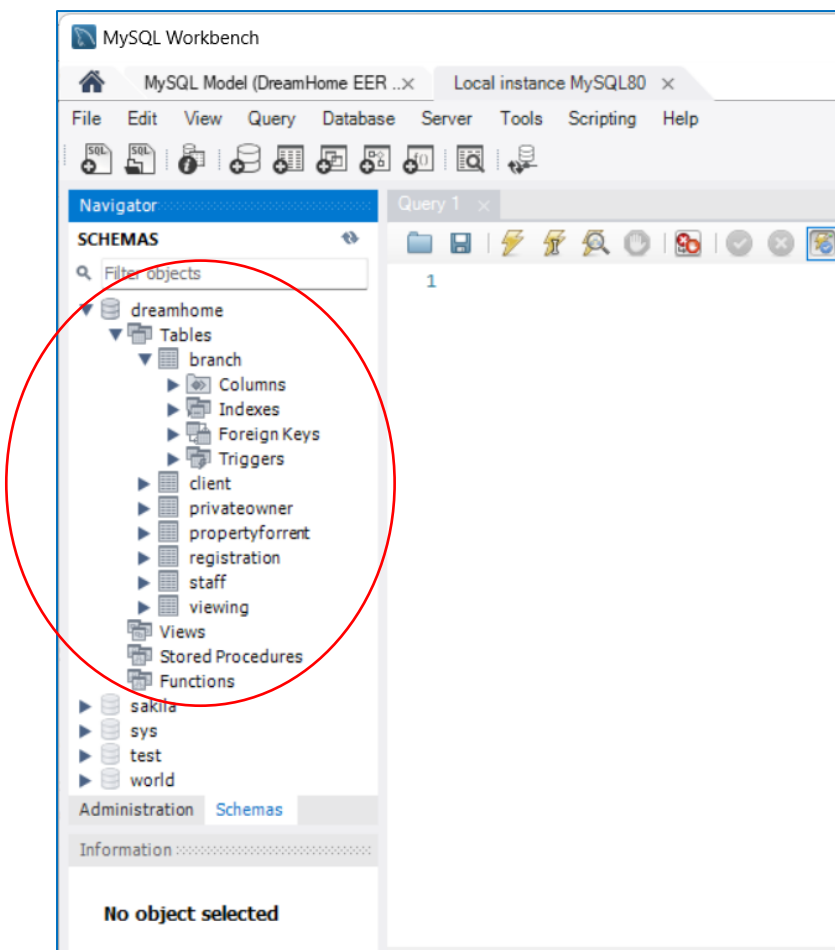 MySQL Workbench
MySQL Model (DreamHome EER ..× Local instance MySQL80 ×
File Edit View Query Database Server Tools Scripting Help
SQL SQL
Navigator Query 1 ×
SCHEMAS
Filter objects
1
dreamhome
Tables
branch
Columns
Indexes
Foreign Keys
Triggers
client
privateowner
propertyforrent
registration
staff
viewing
Views
Stored Procedures
Functions
sakila
sys
test
world
Administration Schemas
Information
No object selected